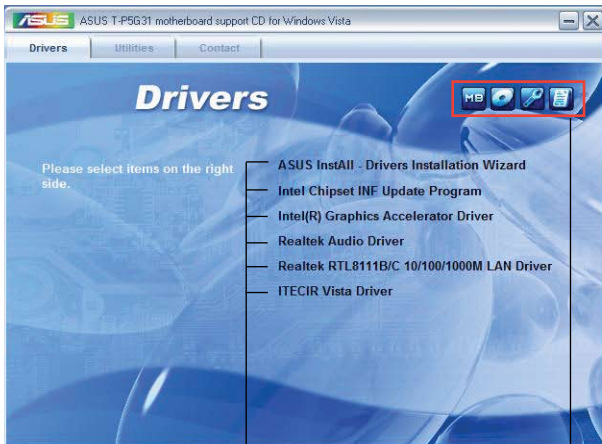 ASUS ASUS T-P5G31 motherboard support CD for Windows Vista
Drivers Utilities Contact
Drivers
MB
Please select items on the right
side.
ASUS InstAll - Drivers Installation Wizard
Intel Chipset INF Update Program
Intel(R) Graphics Accelerator Driver
Realtek Audio Driver
Realtek RTL8111B/C 10/100/1000M LAN Driver
ITECIR Vista Driver